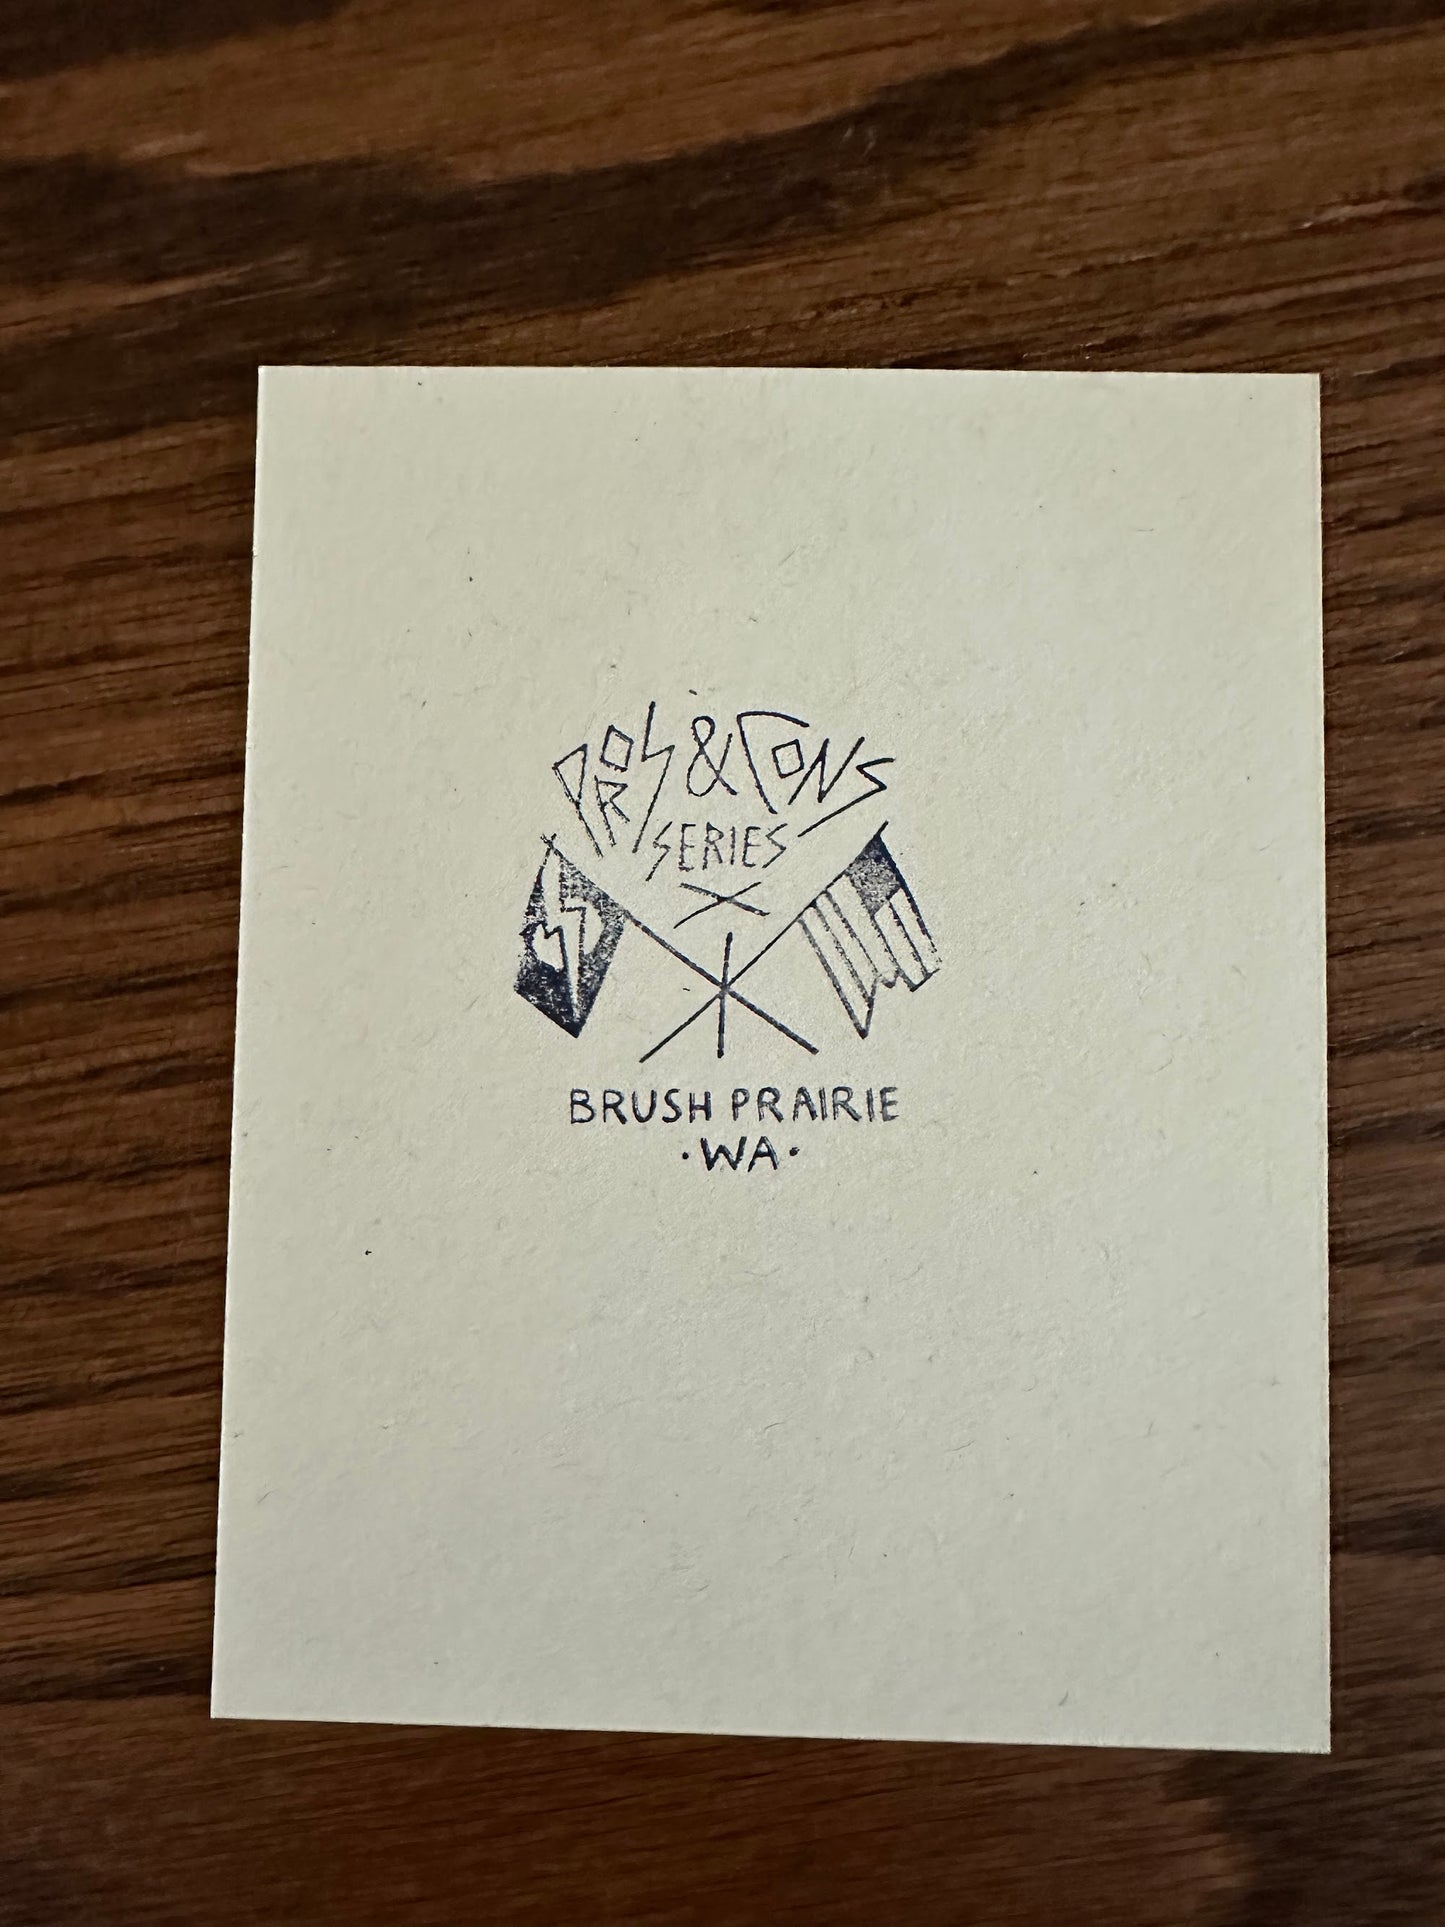 PROS & CONS
SERIES
BRUSH PRAIRIE
·WA·